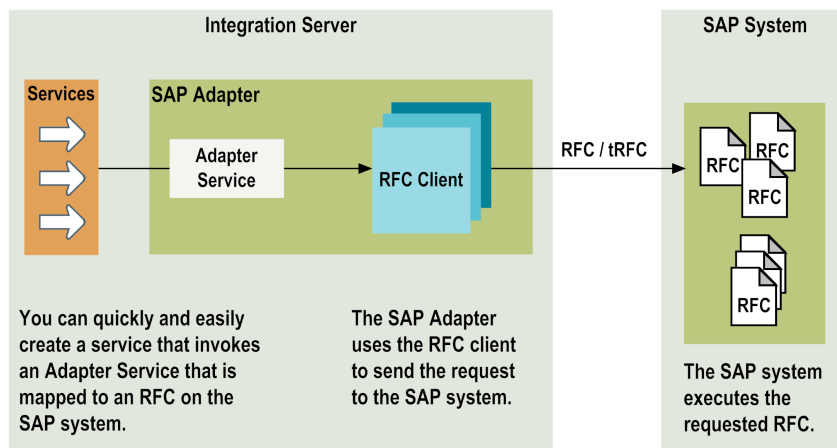 Integration Server
SAP System
Services
SAP Adapter
Adapter
Service
RFC Client
RFC / tRFC
RFC
RFC
RFC
RFC
You can quickly and easily
create a service that invokes
an Adapter Service that is
mapped to an RFC on the
SAP system.
The SAP Adapter
uses the RFC client
to send the request
to the SAP system.
The SAP system
executes the
requested RFC.